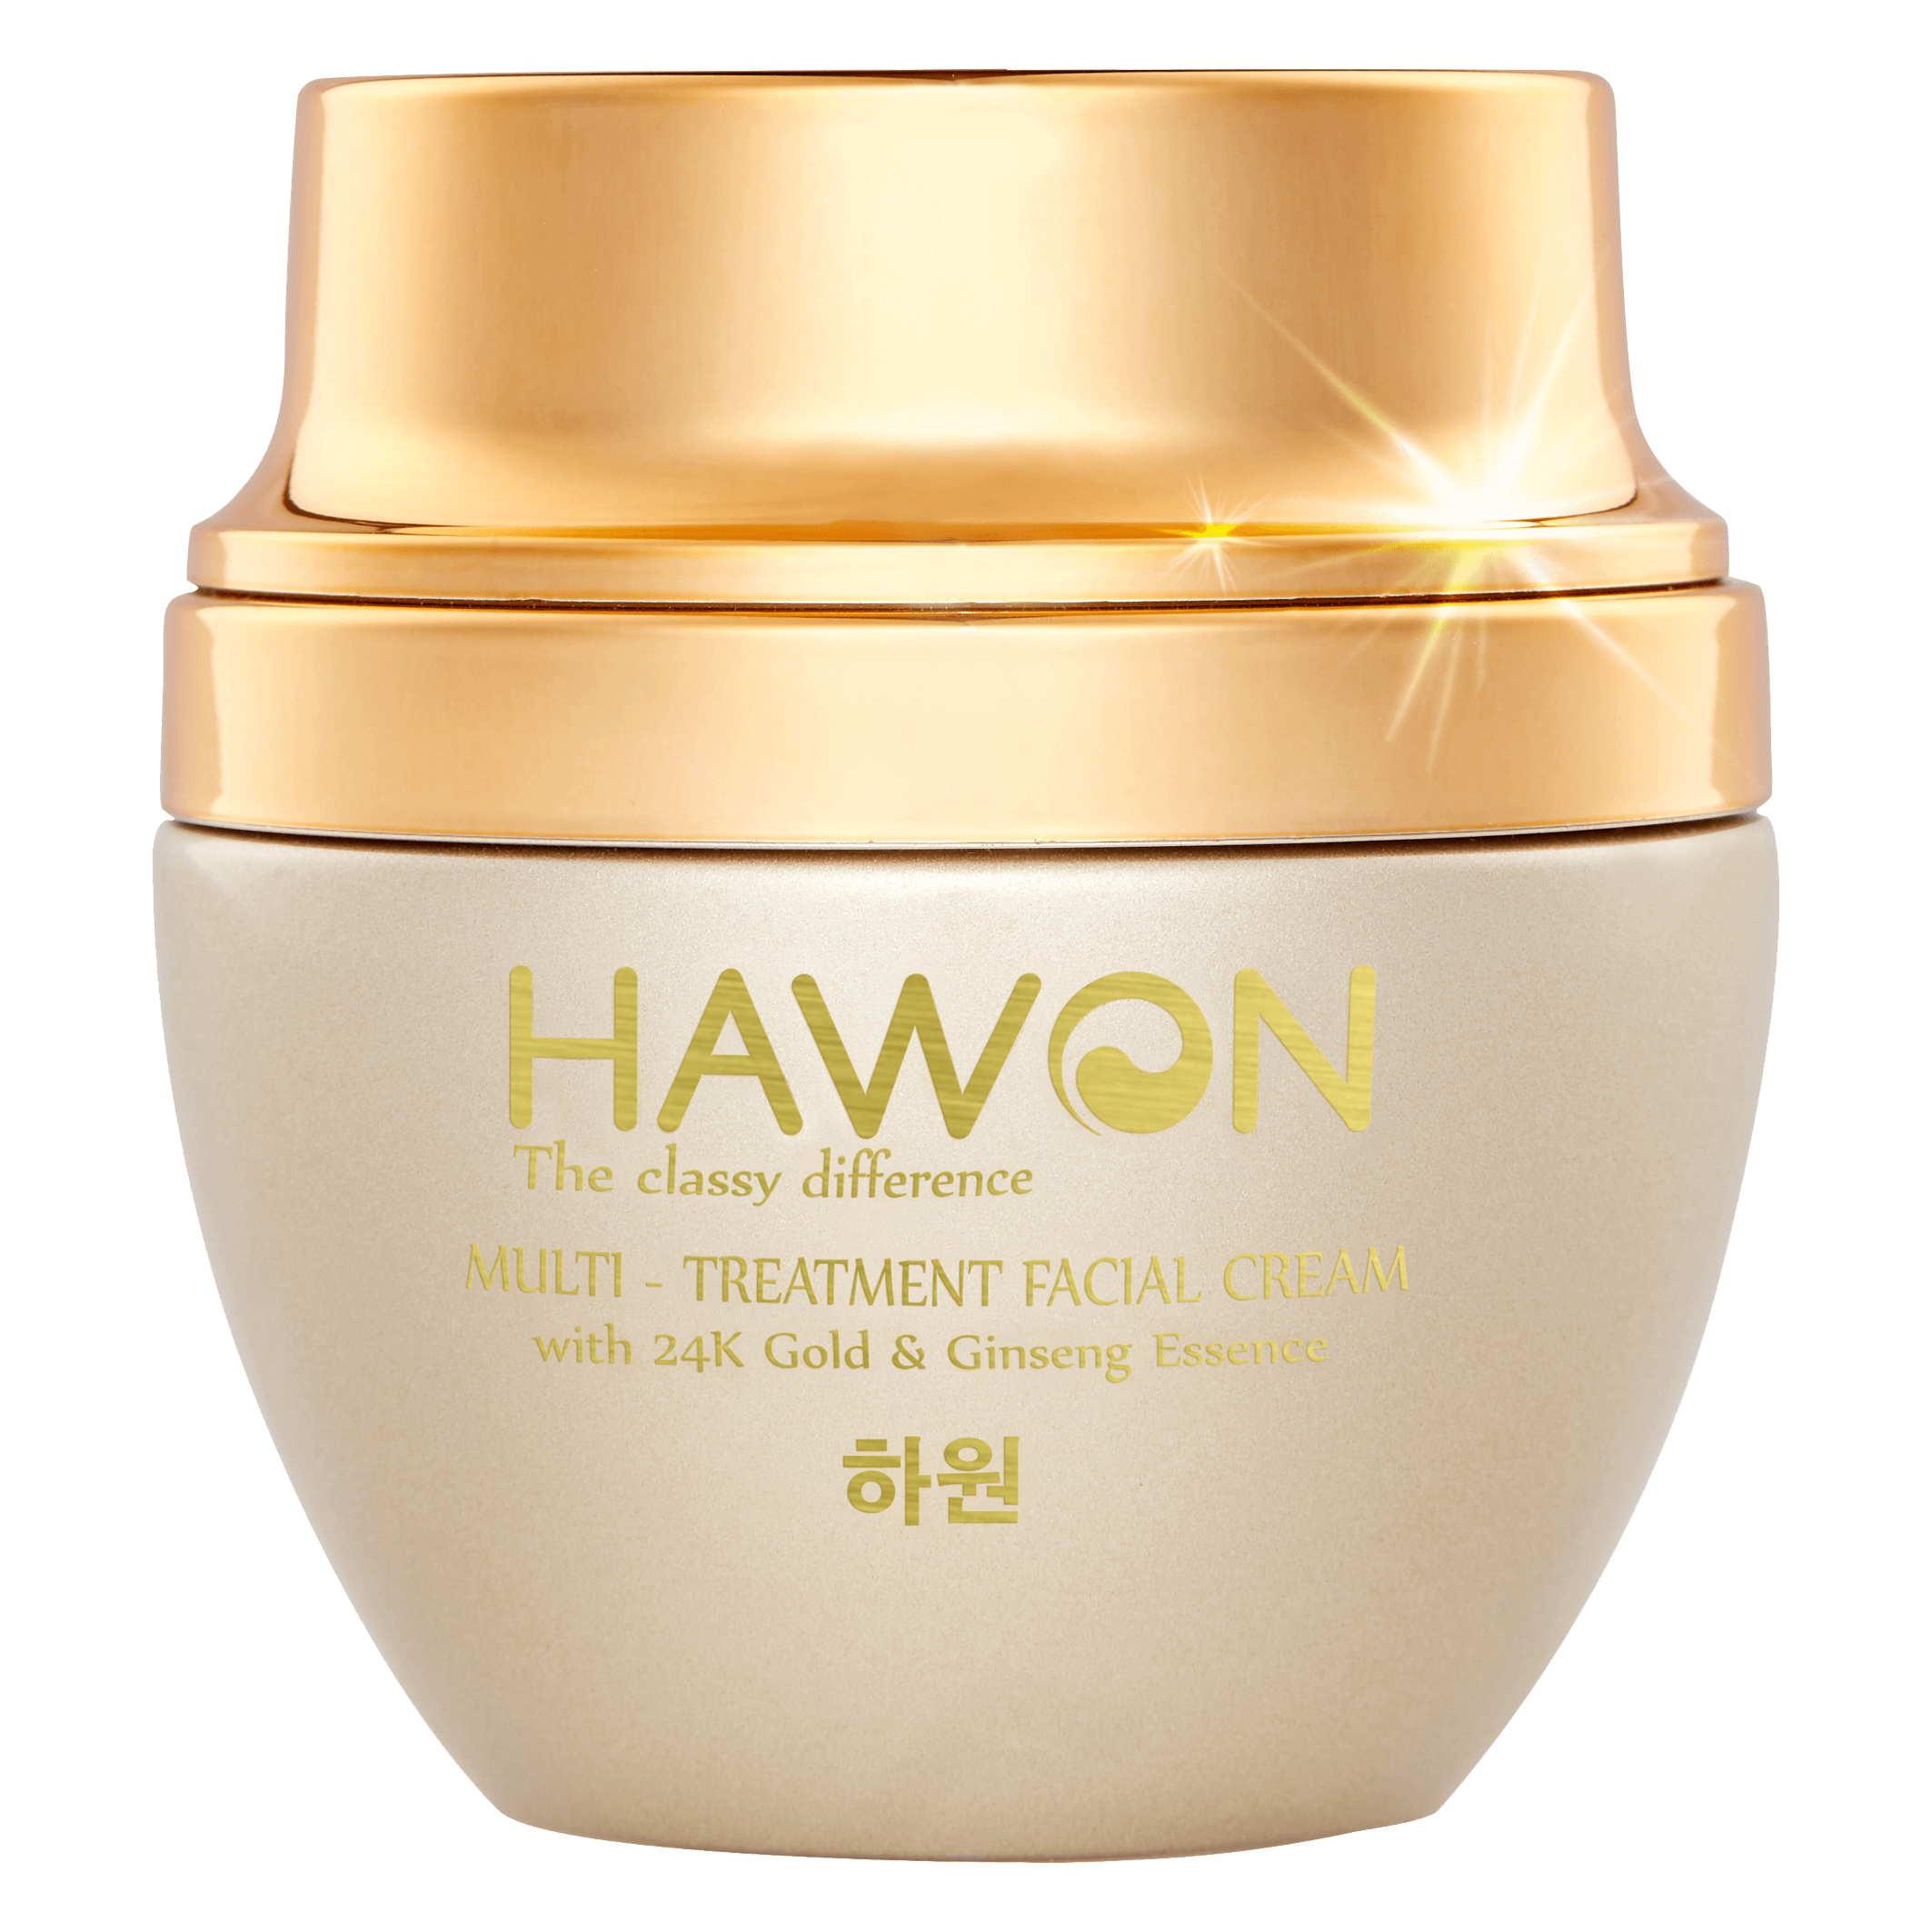 HAWON
The classy difference
MULTI - TREATMENT FACIAL CREAM
with 24K Gold & Ginseng Essence
하원